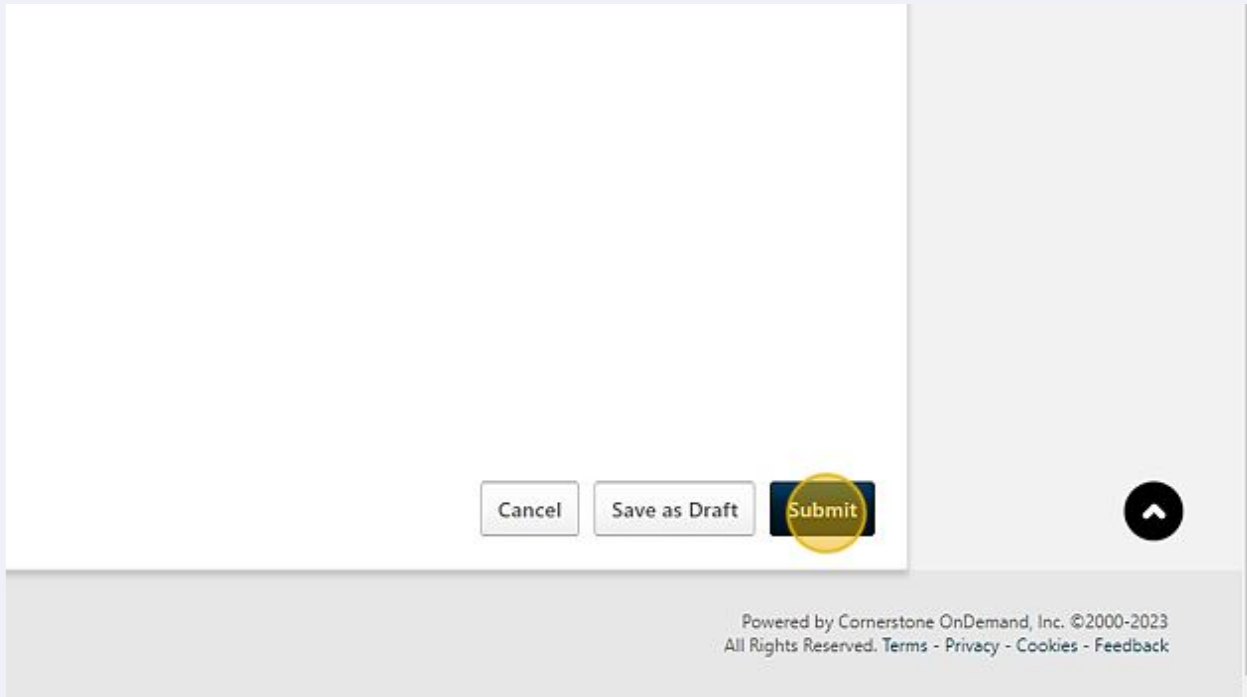 Cancel Save as Draft Submit
Powered by Cornerstone OnDemand, Inc. ©2000-2023
All Rights Reserved. Terms - Privacy - Cookies - Feedback